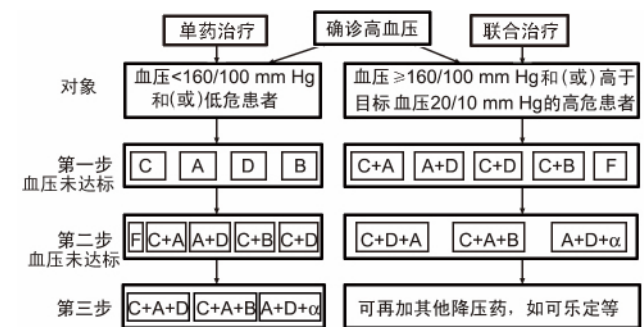 单药治疗 确诊高血压 联合治疗
对象
血压<160/100 mm Hg
和(或)低危患者
血压≥160/100 mm Hg和(或)高于
目标血压20/10 mm Hg的高危患者
第一步
血压未达标
C A D B
C+A A+D C+D C+B F
第二步
血压未达标
F C+A A+D C+B C+D
C+D+A C+A+B A+D+α
第三步
C+A+D C+A+B A+D+α
可再加其他降压药，如可乐定等